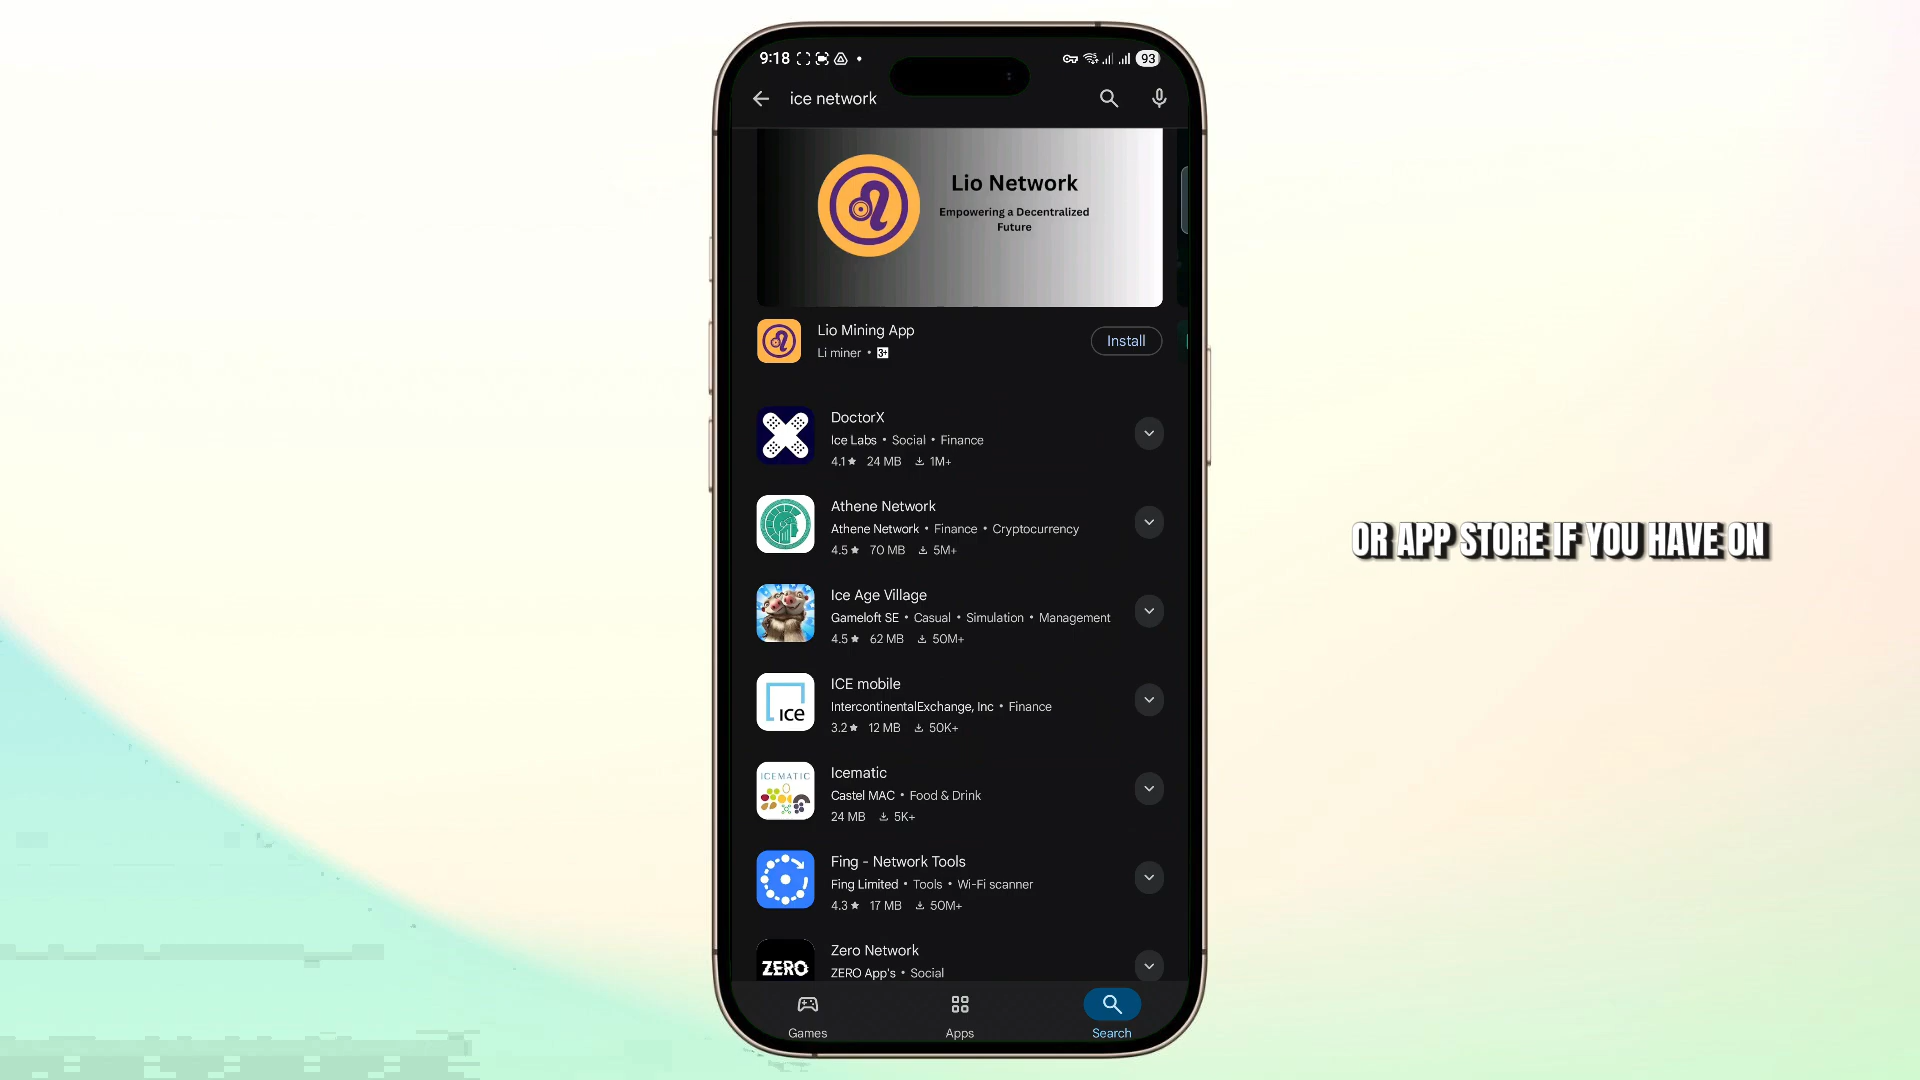 9:18
93
ice network
Lio Network
Empowering a Decentralized
Future
Lio Mining App
Li miner • 3+
Install
DoctorX
Ice Labs • Social • Finance
4.1★ 24 MB 1M+
Athene Network
Athene Network • Finance • Cryptocurrency
4.5★ 70 MB 5M+
Ice Age Village
Gameloft SE • Casual • Simulation • Management
4.5★ 62 MB 50M+
OR APP STORE IF YOU HAVE ON
ICE mobile
IntercontinentalExchange, Inc • Finance
3.2★ 12 MB 50K+
ice
Icematic
Castel MAC • Food & Drink
24 MB 5K+
ICEMATIC
Fing - Network Tools
Fing Limited • Tools • Wi-Fi scanner
4.3★ 17 MB 50M+
Zero Network
ZERO App's • Social
ZERO
Games
Apps
Search